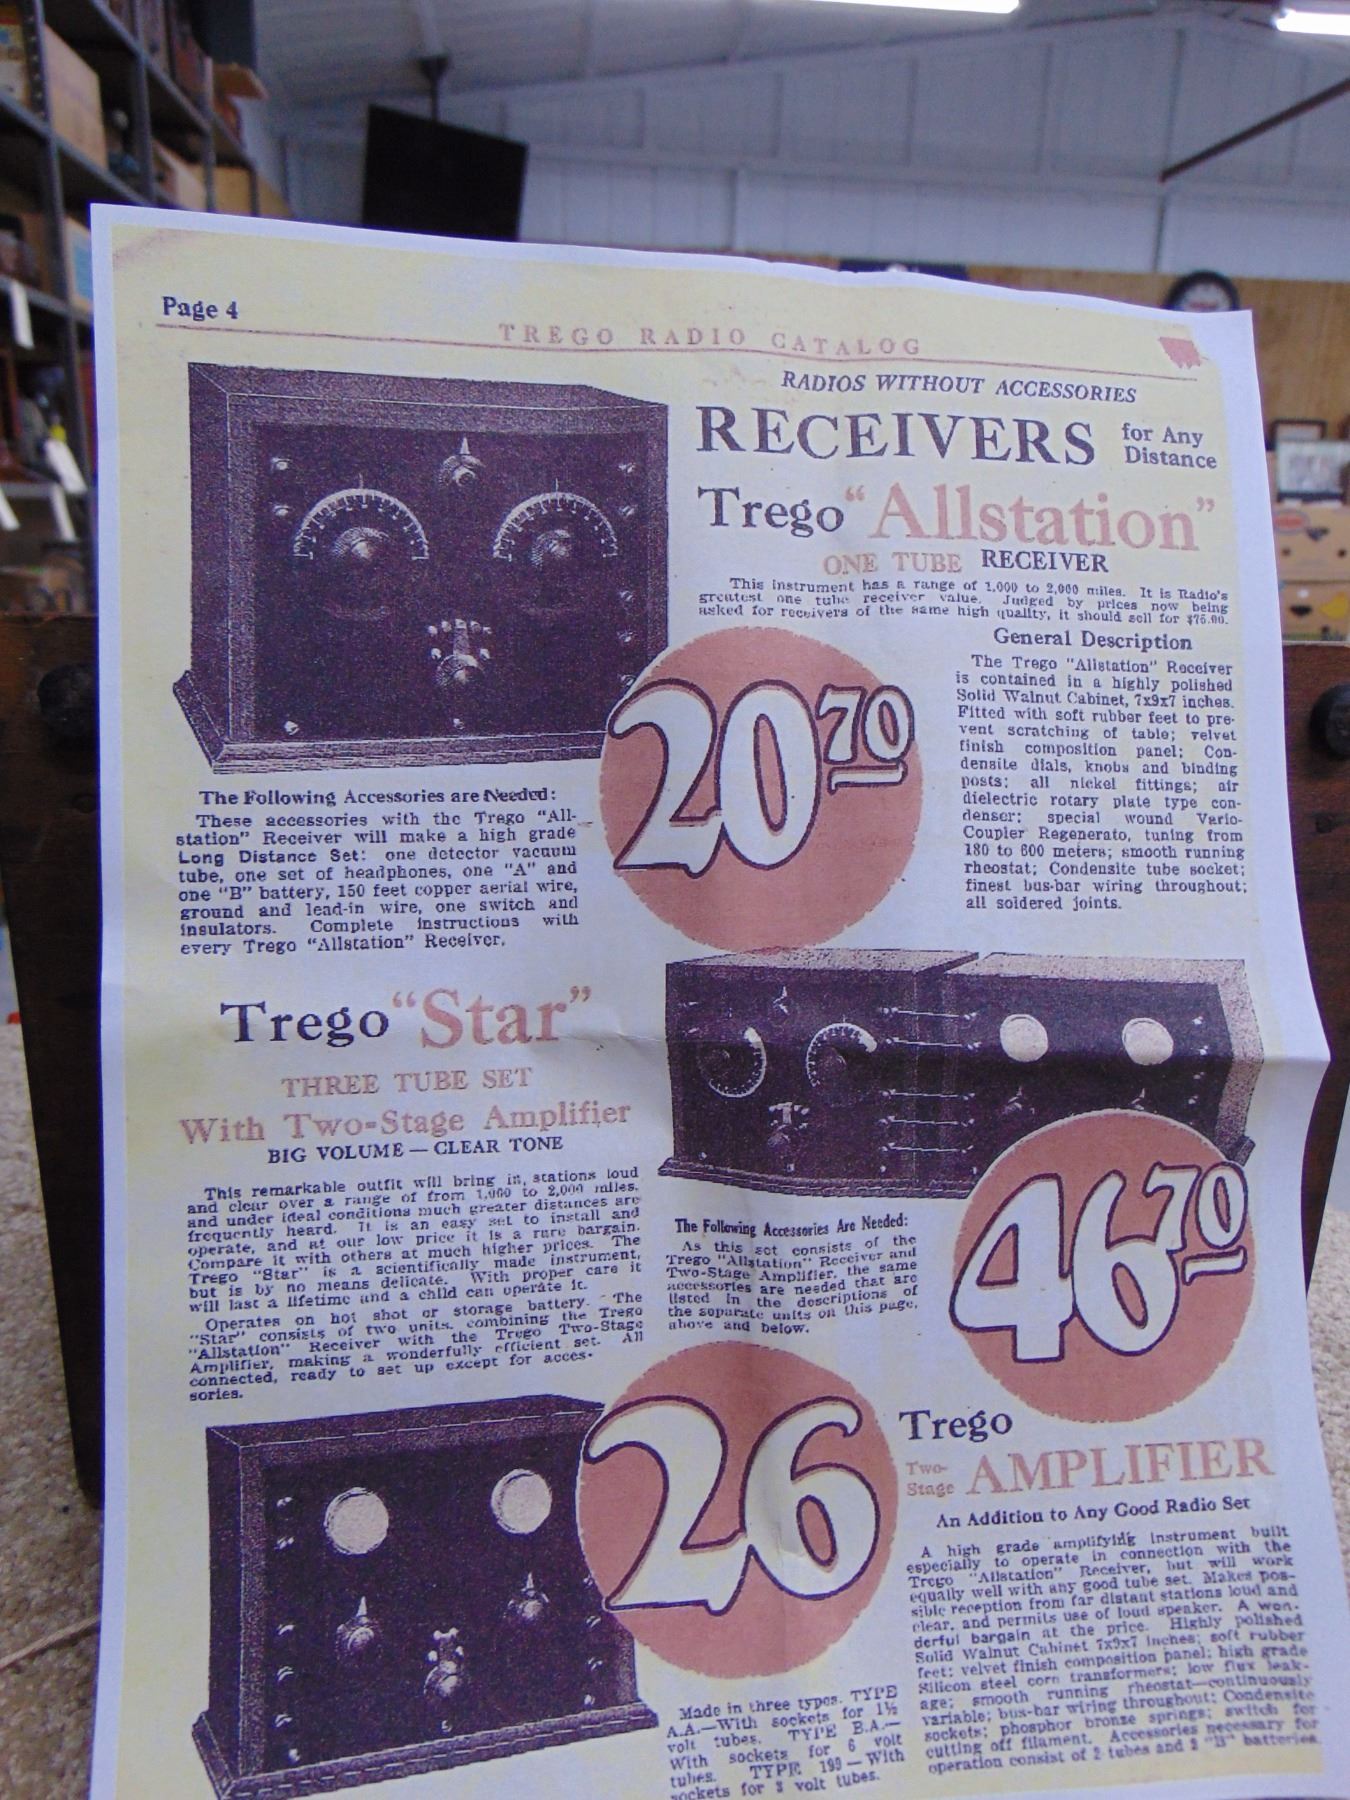 Page 4
TREGO RADIO CATALOG
RADIOS WITHOUT ACCESSORIES
RECEIVERS for Any
Distance
Trego "Allstation"
ONE TUBE RECEIVER
This instrument has a range of 1,000 to 2,000 miles. It is Radio's
greatest one tube receiver value. Judged by prices now being
asked for receivers of the same high quality, it should sell for $75.00.
General Description
The Trego "Allstation" Receiver
is contained in a highly polished
Solid Walnut Cabinet, 7x9x7 inches.
Fitted with soft rubber feet to pre-
vent scratching of table; velvet
finish composition panel; Con-
densite dials, knobs and binding
posts; all nickel fittings; air
dielectric rotary plate type con-
denser; special wound Vario-
Coupler Regenerato, tuning from
180 to 600 meters; smooth running
rheostat; Condensite tube socket;
finest bus-bar wiring throughout;
all soldered joints.
20 70
The Following Accessories are Needed:
These accessories with the Trego "All-
station" Receiver will make a high grade
Long Distance Set: one detector vacuum
tube, one set of headphones, one "A" and
one "B" battery, 150 feet copper aerial wire,
ground and lead-in wire, one switch and
insulators. Complete instructions with
every Trego "Allstation" Receiver.
Trego "Star"
THREE TUBE SET
With Two-Stage Amplifier
BIG VOLUME — CLEAR TONE
This remarkable outfit will bring in stations loud
and clear over a range of from 1,000 to 2,000 miles,
and under ideal conditions much greater distances are
frequently heard. It is an easy set to install and
operate, and at our low price it is a rare bargain.
Compare it with others at much higher prices. The
Trego "Star" is a scientifically made instrument,
but is by no means delicate. With proper care it
will last a lifetime and a child can operate it.
Operates on hot shot or storage battery. The
"Star" consists of two units, combining the Trego
"Allstation" Receiver with the Trego Two-Stage
Amplifier, making a wonderfully efficient set. All
connected, ready to set up except for acces-
sories.
The Following Accessories Are Needed:
As this set consists of the
Trego "Allstation" Receiver and
Two-Stage Amplifier, the same
accessories are needed that are
listed in the descriptions of
the separate units on this page,
above and below.
46 70
26
Trego
Two-
Stage AMPLIFIER
An Addition to Any Good Radio Set
A high grade amplifying instrument built
especially to operate in connection with the
Trego "Allstation" Receiver, but will work
equally well with any good tube set. Makes pos-
sible reception from far distant stations loud and
clear, and permits use of loud speaker. A won-
derful bargain at the price. Highly polished
Solid Walnut Cabinet 7x9x7 inches; soft rubber
feet; velvet finish composition panel; high grade
Silicon steel corn transformers; low flux leak-
age; smooth running rheostat—continuously
variable; bus-bar wiring throughout; Condensite
sockets; phosphor bronze springs; switch for
cutting off filament. Accessories necessary for
operation consist of 2 tubes and 2 "B" batteries.
Made in three types. TYPE
A.A.—With sockets for 1½
volt tubes. TYPE B.A.—
With sockets for 6 volt
tubes. TYPE 199—With
sockets for 3 volt tubes.